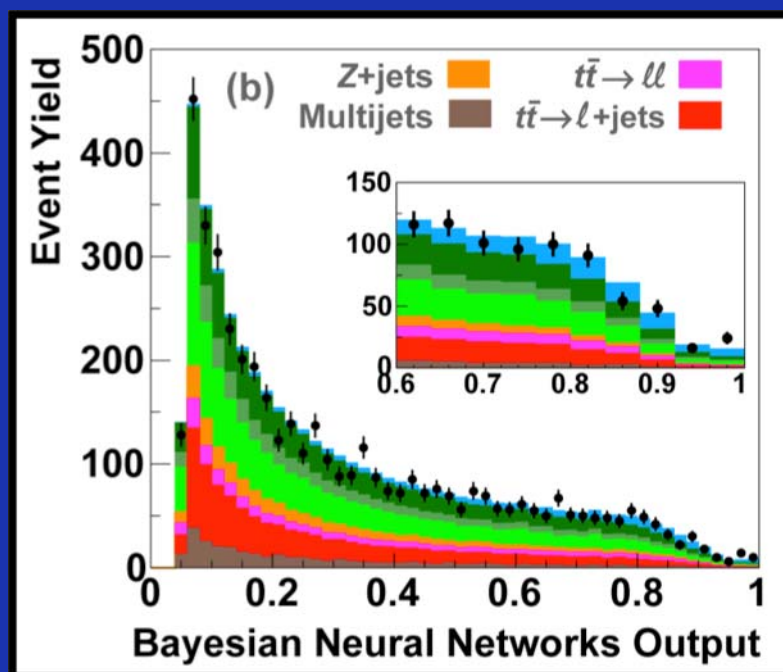 500
400
300
200
100
0
Event Yield
(b)
Z+jets
tt̄→ℓℓ
Multijets
tt̄→ℓ+jets
150
100
50
0
0.6 0.7 0.8 0.9 1
0 0.2 0.4 0.6 0.8 1
Bayesian Neural Networks Output